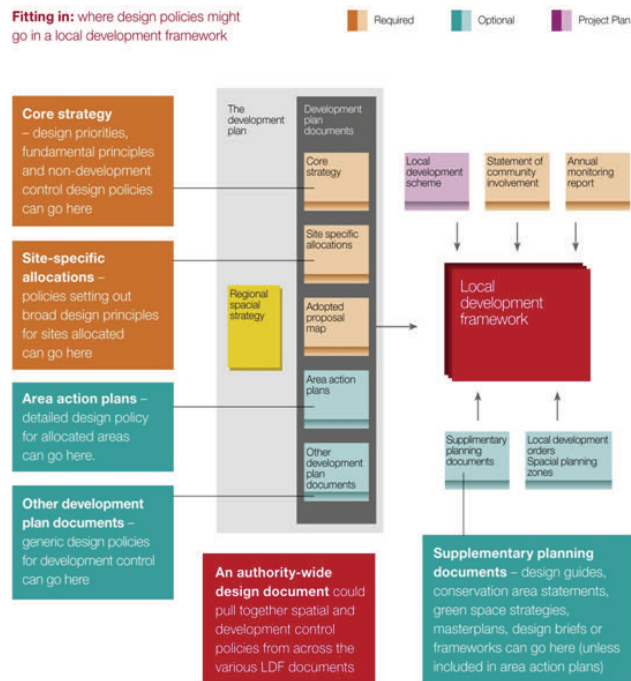 Fitting in: where design policies might
go in a local development framework
Required
Optional
Project Plan
Core strategy
– design priorities,
fundamental principles
and non-development
control design policies
can go here
Site-specific
allocations –
policies setting out
broad design principles
for sites allocated
can go here
Area action plans –
detailed design policy
for allocated areas
can go here.
Other development
plan documents –
generic design policies
for development control
can go here
The
development
plan
Regional
spacial
strategy
Development
plan
documents
Core
strategy
Site specific
allocations
Adopted
proposal
map
Area action
plans
Other
development
plan
documents
An authority-wide
design document could
pull together spatial and
development control
policies from across the
various LDF documents
Local
development
scheme
Statement of
community
involvement
Annual
monitoring
report
Local
development
framework
Supplimentary
planning
documents
Local development
orders
Spacial planning
zones
Supplementary planning
documents – design guides,
conservation area statements,
green space strategies,
masterplans, design briefs or
frameworks can go here (unless
included in area action plans)